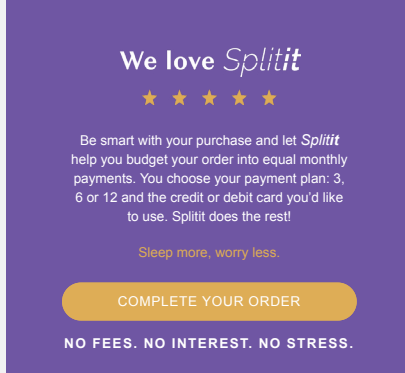 We love Splitit
Be smart with your purchase and let Splitit
help you budget your order into equal monthly
payments. You choose your payment plan: 3,
6 or 12 and the credit or debit card you’d like
to use. Splitit does the rest!
Sleep more, worry less.
COMPLETE YOUR ORDER
NO FEES. NO INTEREST. NO STRESS.